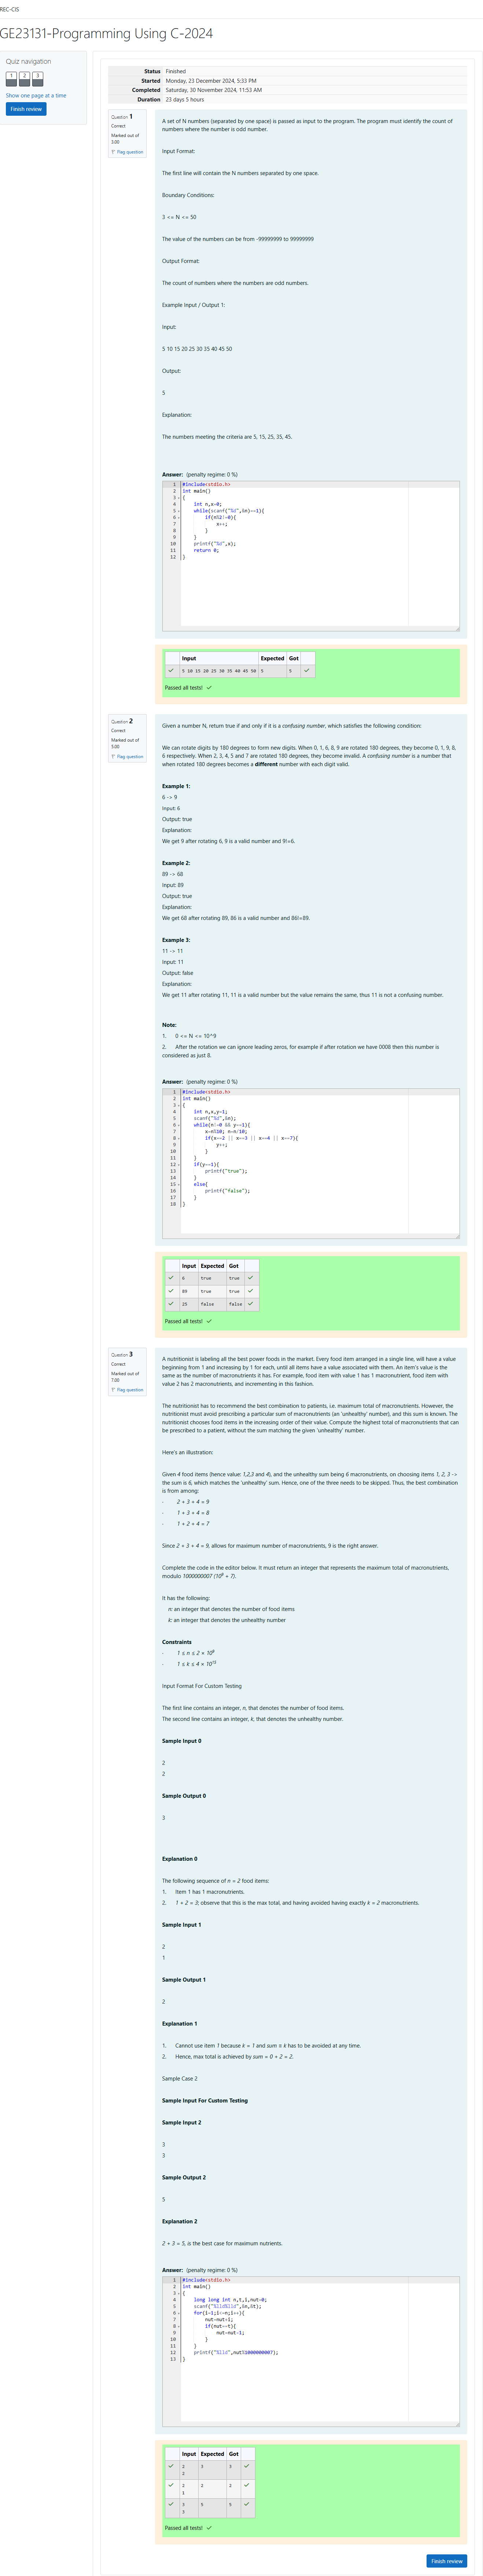 REC-CIS
GE23131-Programming Using C-2024
Quiz navigation
1 2 3
Show one page at a time
Finish review
Status Finished
Started Monday, 23 December 2024, 5:33 PM
Completed Saturday, 30 November 2024, 11:53 AM
Duration 23 days 5 hours
Question 1
Correct
Marked out of
3.00
Flag question
A set of N numbers (separated by one space) is passed as input to the program. The program must identify the count of
numbers where the number is odd number.
Input Format:
The first line will contain the N numbers separated by one space.
Boundary Conditions:
3 <= N <= 50
The value of the numbers can be from -99999999 to 99999999
Output Format:
The count of numbers where the numbers are odd numbers.
Example Input / Output 1:
Input:
5 10 15 20 25 30 35 40 45 50
Output:
5
Explanation:
The numbers meeting the criteria are 5, 15, 25, 35, 45.
Answer: (penalty regime: 0 %)
1 #include<stdio.h>
2 int main()
3 {
4 int n,x=0;
5 while(scanf("%d",&n)==1){
6 if(n%2!=0){
7 x++;
8 }
9 }
10 printf("%d",x);
11 return 0;
12 }
Input Expected Got
5 10 15 20 25 30 35 40 45 50 5 5
Passed all tests!
Question 2
Correct
Marked out of
5.00
Flag question
Given a number N, return true if and only if it is a confusing number, which satisfies the following condition:
We can rotate digits by 180 degrees to form new digits. When 0, 1, 6, 8, 9 are rotated 180 degrees, they become 0, 1, 9, 8,
6 respectively. When 2, 3, 4, 5 and 7 are rotated 180 degrees, they become invalid. A confusing number is a number that
when rotated 180 degrees becomes a different number with each digit valid.
Example 1:
6 -> 9
Input: 6
Output: true
Explanation:
We get 9 after rotating 6, 9 is a valid number and 9!=6.
Example 2:
89 -> 68
Input: 89
Output: true
Explanation:
We get 68 after rotating 89, 86 is a valid number and 86!=89.
Example 3:
11 -> 11
Input: 11
Output: false
Explanation:
We get 11 after rotating 11, 11 is a valid number but the value remains the same, thus 11 is not a confusing number.
Note:
1. 0 <= N <= 10^9
2. After the rotation we can ignore leading zeros, for example if after rotation we have 0008 then this number is
considered as just 8.
Answer: (penalty regime: 0 %)
1 #include<stdio.h>
2 int main()
3 {
4 int n,x,y=1;
5 scanf("%d",&n);
6 while(n!=0 && y==1){
7 x=n%10; n=n/10;
8 if(x==2 || x==3 || x==4 || x==7){
9 y++;
10 }
11 }
12 if(y==1){
13 printf("true");
14 }
15 else{
16 printf("false");
17 }
18 }
Input Expected Got
6 true true
89 true true
25 false false
Passed all tests!
Question 3
Correct
Marked out of
7.00
Flag question
A nutritionist is labeling all the best power foods in the market. Every food item arranged in a single line, will have a value
beginning from 1 and increasing by 1 for each, until all items have a value associated with them. An item's value is the
same as the number of macronutrients it has. For example, food item with value 1 has 1 macronutrient, food item with
value 2 has 2 macronutrients, and incrementing in this fashion.
The nutritionist has to recommend the best combination to patients, i.e. maximum total of macronutrients. However, the
nutritionist must avoid prescribing a particular sum of macronutrients (an 'unhealthy' number), and this sum is known. The
nutritionist chooses food items in the increasing order of their value. Compute the highest total of macronutrients that can
be prescribed to a patient, without the sum matching the given 'unhealthy' number.
Here's an illustration:
Given 4 food items (hence value: 1,2,3 and 4), and the unhealthy sum being 6 macronutrients, on choosing items 1, 2, 3 ->
the sum is 6, which matches the 'unhealthy' sum. Hence, one of the three needs to be skipped. Thus, the best combination
is from among:
· 2 + 3 + 4 = 9
· 1 + 3 + 4 = 8
· 1 + 2 + 4 = 7
Since 2 + 3 + 4 = 9, allows for maximum number of macronutrients, 9 is the right answer.
Complete the code in the editor below. It must return an integer that represents the maximum total of macronutrients,
modulo 1000000007 (10⁹ + 7).
It has the following:
n: an integer that denotes the number of food items
k: an integer that denotes the unhealthy number
Constraints
· 1 ≤ n ≤ 2 × 10⁹
· 1 ≤ k ≤ 4 × 10¹⁵
Input Format For Custom Testing
The first line contains an integer, n, that denotes the number of food items.
The second line contains an integer, k, that denotes the unhealthy number.
Sample Input 0
2
2
Sample Output 0
3
Explanation 0
The following sequence of n = 2 food items:
1. Item 1 has 1 macronutrients.
2. 1 + 2 = 3; observe that this is the max total, and having avoided having exactly k = 2 macronutrients.
Sample Input 1
2
1
Sample Output 1
2
Explanation 1
1. Cannot use item 1 because k = 1 and sum ≡ k has to be avoided at any time.
2. Hence, max total is achieved by sum = 0 + 2 = 2.
Sample Case 2
Sample Input For Custom Testing
Sample Input 2
3
3
Sample Output 2
5
Explanation 2
2 + 3 = 5, is the best case for maximum nutrients.
Answer: (penalty regime: 0 %)
1 #include<stdio.h>
2 int main()
3 {
4 long long int n,t,i,nut=0;
5 scanf("%lld%lld",&n,&t);
6 for(i=1;i<=n;i++){
7 nut=nut+i;
8 if(nut==t){
9 nut=nut-1;
10 }
11 }
12 printf("%lld",nut%1000000007);
13 }
Input Expected Got
2 3 3
2
2 2 2
1
3 5 5
3
Passed all tests!
Finish review